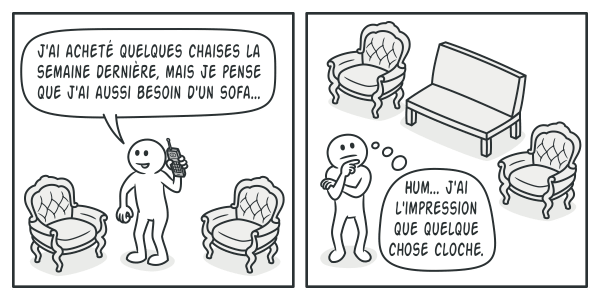 J'AI ACHETÉ QUELQUES CHAISES LA
SEMAINE DERNIÈRE, MAIS JE PENSE
QUE J'AI AUSSI BESOIN D'UN SOFA...
HUM... J'AI
L'IMPRESSION
QUE QUELQUE
CHOSE CLOCHE.